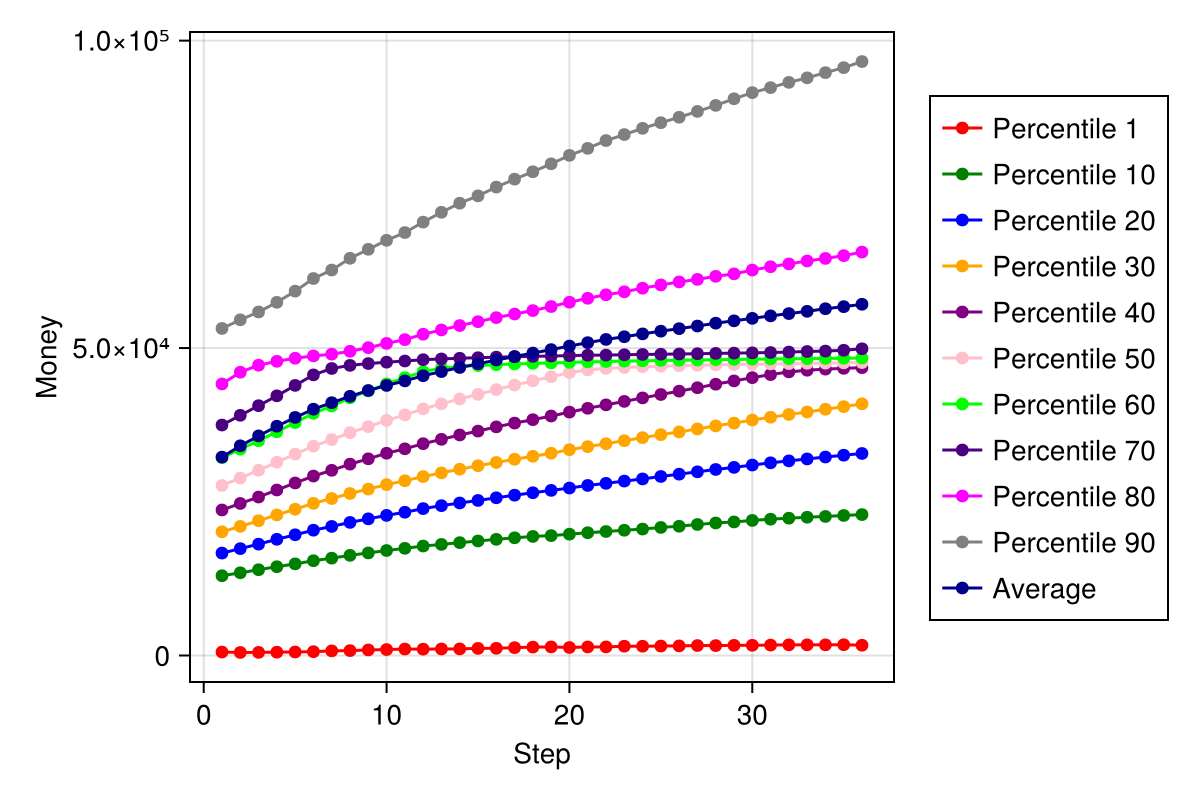 1.0×10⁵
5.0×10⁴
0
Money
0 10 20 30
Step
Percentile 1
Percentile 10
Percentile 20
Percentile 30
Percentile 40
Percentile 50
Percentile 60
Percentile 70
Percentile 80
Percentile 90
Average